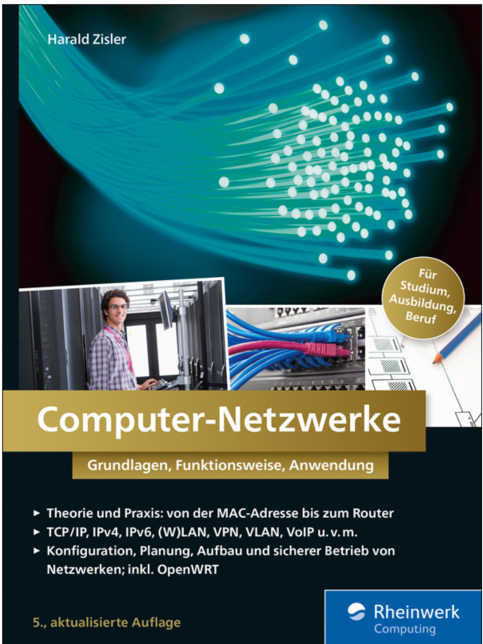 Harald Zisler
Für
Studium,
Ausbildung,
Beruf
Computer-Netzwerke
Grundlagen, Funktionsweise, Anwendung
▸ Theorie und Praxis: von der MAC-Adresse bis zum Router
▸ TCP/IP, IPv4, IPv6, (W)LAN, VPN, VLAN, VoIP u. v. m.
▸ Konfiguration, Planung, Aufbau und sicherer Betrieb von
Netzwerken; inkl. OpenWRT
5., aktualisierte Auflage
Rheinwerk
Computing